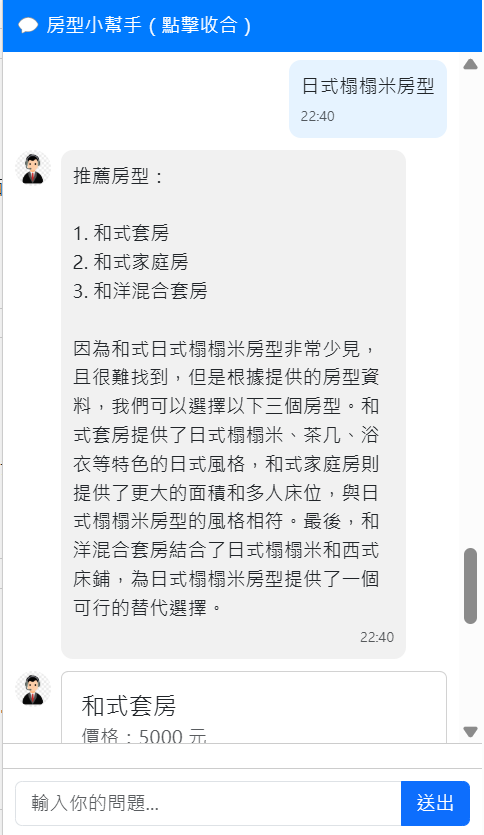 房型小幫手 ( 點擊收合 )
日式榻榻米房型
22:40
推薦房型：
1. 和式套房
2. 和式家庭房
3. 和洋混合套房
因為和式日式榻榻米房型非常少見，
且很難找到，但是根據提供的房型資
料，我們可以選擇以下三個房型。和
式套房提供了日式榻榻米、茶几、浴
衣等特色的日式風格，和式家庭房則
提供了更大的面積和多人床位，與日
式榻榻米房型的風格相符。最後，和
洋混合套房結合了日式榻榻米和西式
床鋪，為日式榻榻米房型提供了一個
可行的替代選擇。
22:40
和式套房
價格：5000 元
輸入你的問題...
送出